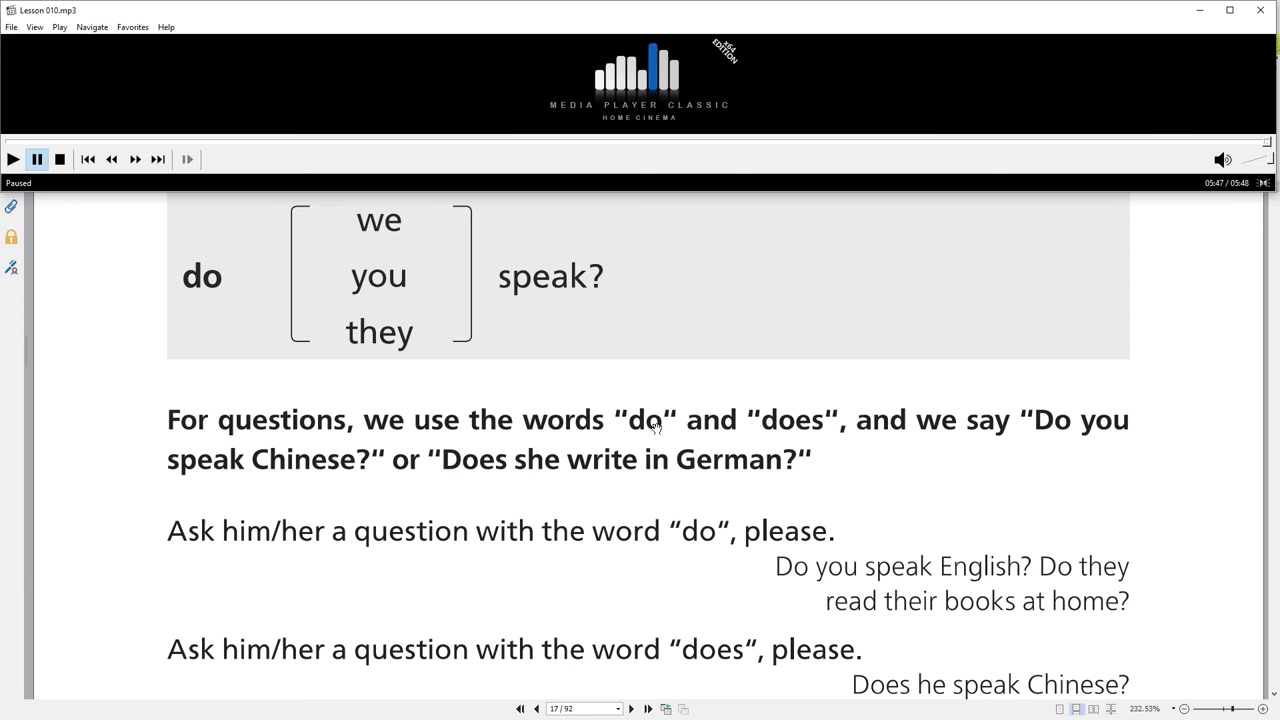 Lesson 010.mp3
File View Play Navigate Favorites Help
x64
EDITION
MEDIA PLAYER CLASSIC
HOME CINEMA
Paused 05:47 / 05:48
we
do you speak?
they
For questions, we use the words “do“ and “does“, and we say “Do you
speak Chinese?“ or “Does she write in German?“
Ask him/her a question with the word “do“, please.
Do you speak English? Do they
read their books at home?
Ask him/her a question with the word “does“, please.
Does he speak Chinese?
17 / 92 232.53%